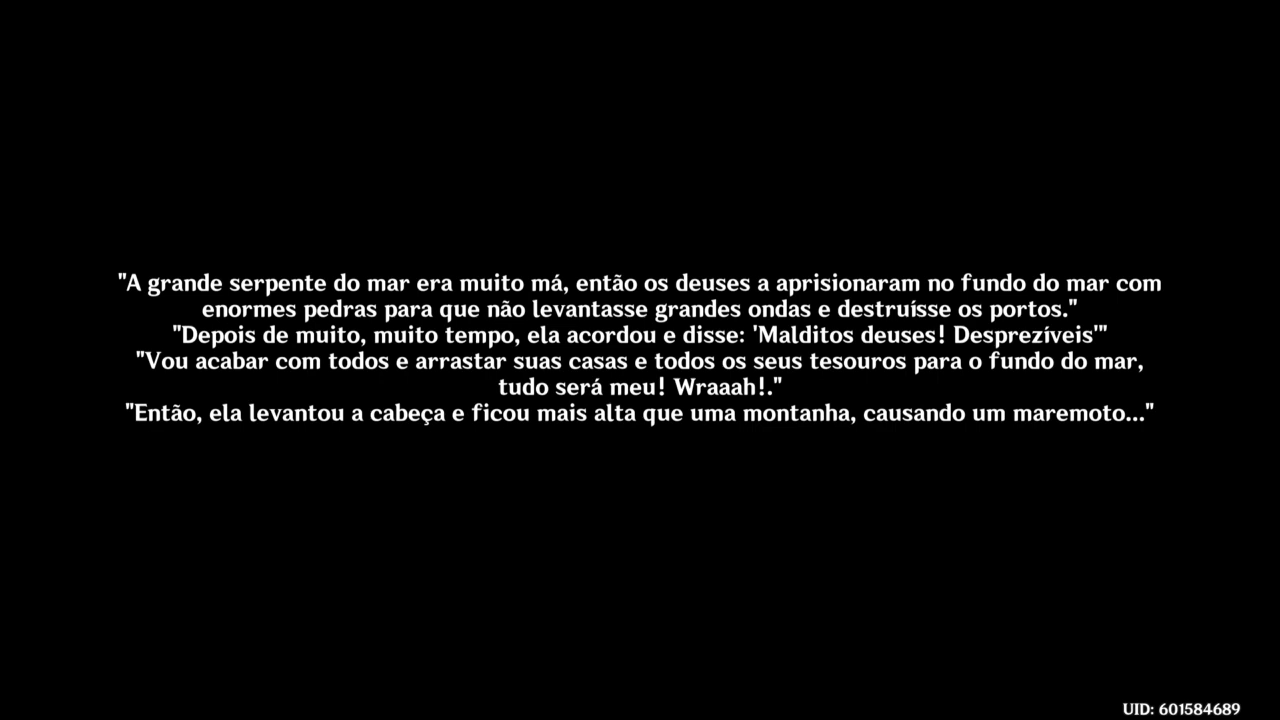 "A grande serpente do mar era muito má, então os deuses a aprisionaram no fundo do mar com
enormes pedras para que não levantasse grandes ondas e destruísse os portos."
"Depois de muito, muito tempo, ela acordou e disse: 'Malditos deuses! Desprezíveis'"
"Vou acabar com todos e arrastar suas casas e todos os seus tesouros para o fundo do mar,
tudo será meu! Wraaah!."
"Então, ela levantou a cabeça e ficou mais alta que uma montanha, causando um maremoto..."
UID: 601584689